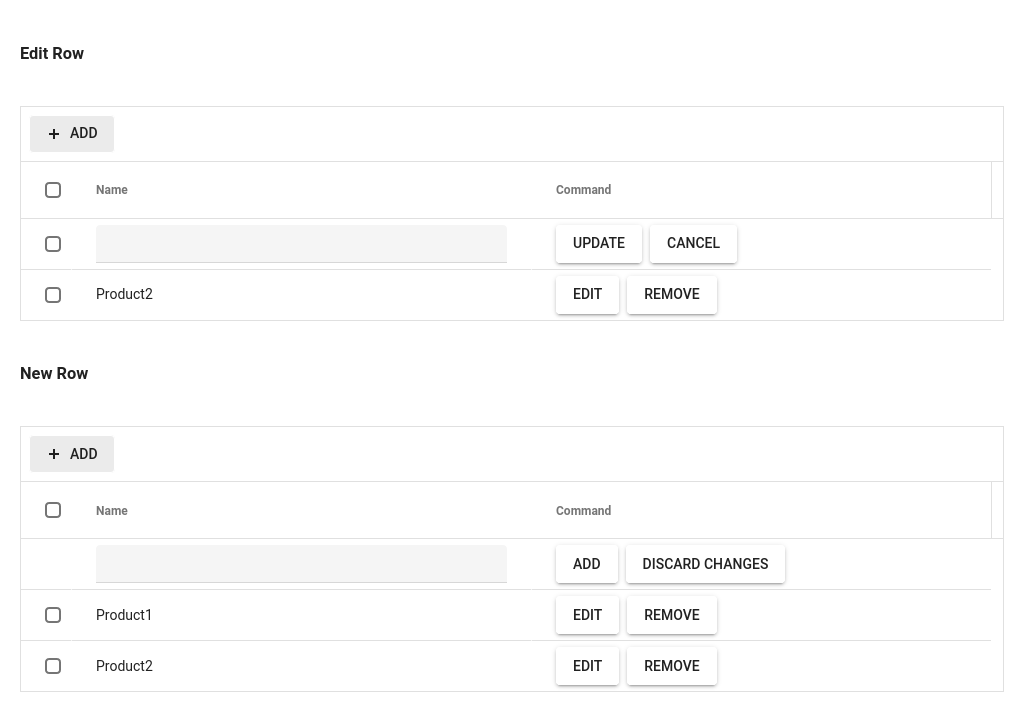 Edit Row
ADD
Name Command
UPDATE CANCEL
Product2 EDIT REMOVE
New Row
ADD
Name Command
ADD DISCARD CHANGES
Product1 EDIT REMOVE
Product2 EDIT REMOVE